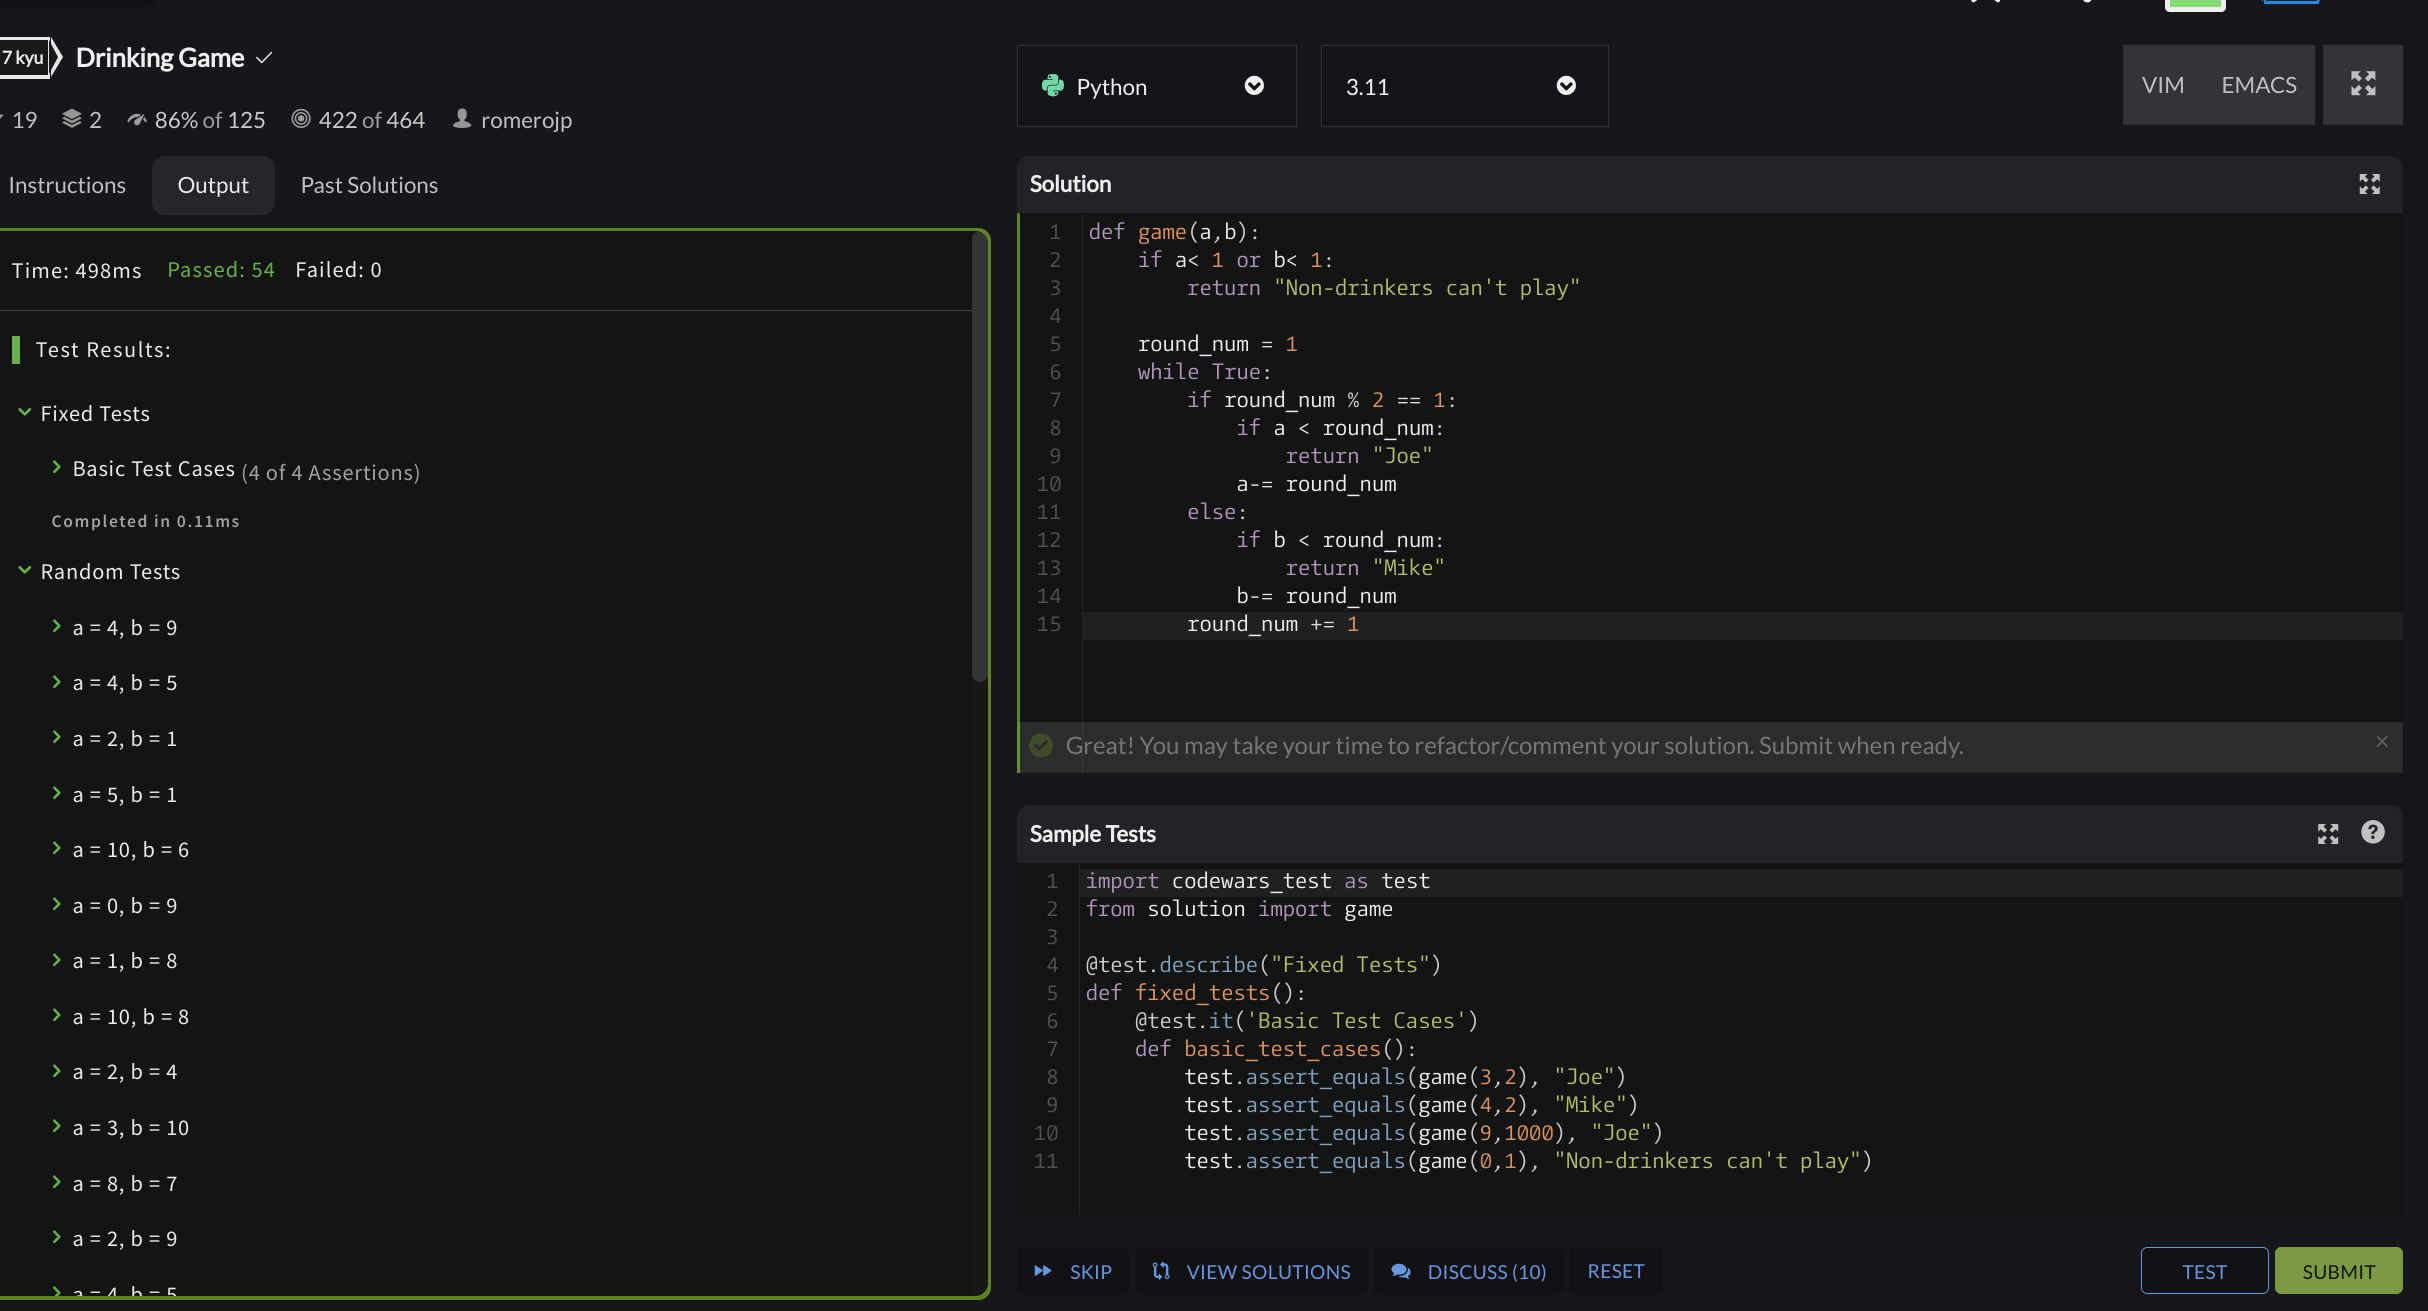 7 kyu Drinking Game
19 2 86% of 125 422 of 464 romerojp
Instructions Output Past Solutions
Time: 498ms Passed: 54 Failed: 0
Test Results:
Fixed Tests
Basic Test Cases (4 of 4 Assertions)
Completed in 0.11ms
Random Tests
a = 4, b = 9
a = 4, b = 5
a = 2, b = 1
a = 5, b = 1
a = 10, b = 6
a = 0, b = 9
a = 1, b = 8
a = 10, b = 8
a = 2, b = 4
a = 3, b = 10
a = 8, b = 7
a = 2, b = 9
a = 4, b = 5
Python 3.11 VIM EMACS
Solution
1 def game(a,b):
2     if a< 1 or b< 1:
3         return "Non-drinkers can't play"
4
5     round_num = 1
6     while True:
7         if round_num % 2 == 1:
8             if a < round_num:
9                 return "Joe"
10             a-= round_num
11         else:
12             if b < round_num:
13                 return "Mike"
14             b-= round_num
15         round_num += 1
Great! You may take your time to refactor/comment your solution. Submit when ready.
Sample Tests
1 import codewars_test as test
2 from solution import game
3
4 @test.describe("Fixed Tests")
5 def fixed_tests():
6     @test.it('Basic Test Cases')
7     def basic_test_cases():
8         test.assert_equals(game(3,2), "Joe")
9         test.assert_equals(game(4,2), "Mike")
10         test.assert_equals(game(9,1000), "Joe")
11         test.assert_equals(game(0,1), "Non-drinkers can't play")
SKIP VIEW SOLUTIONS DISCUSS (10) RESET TEST SUBMIT